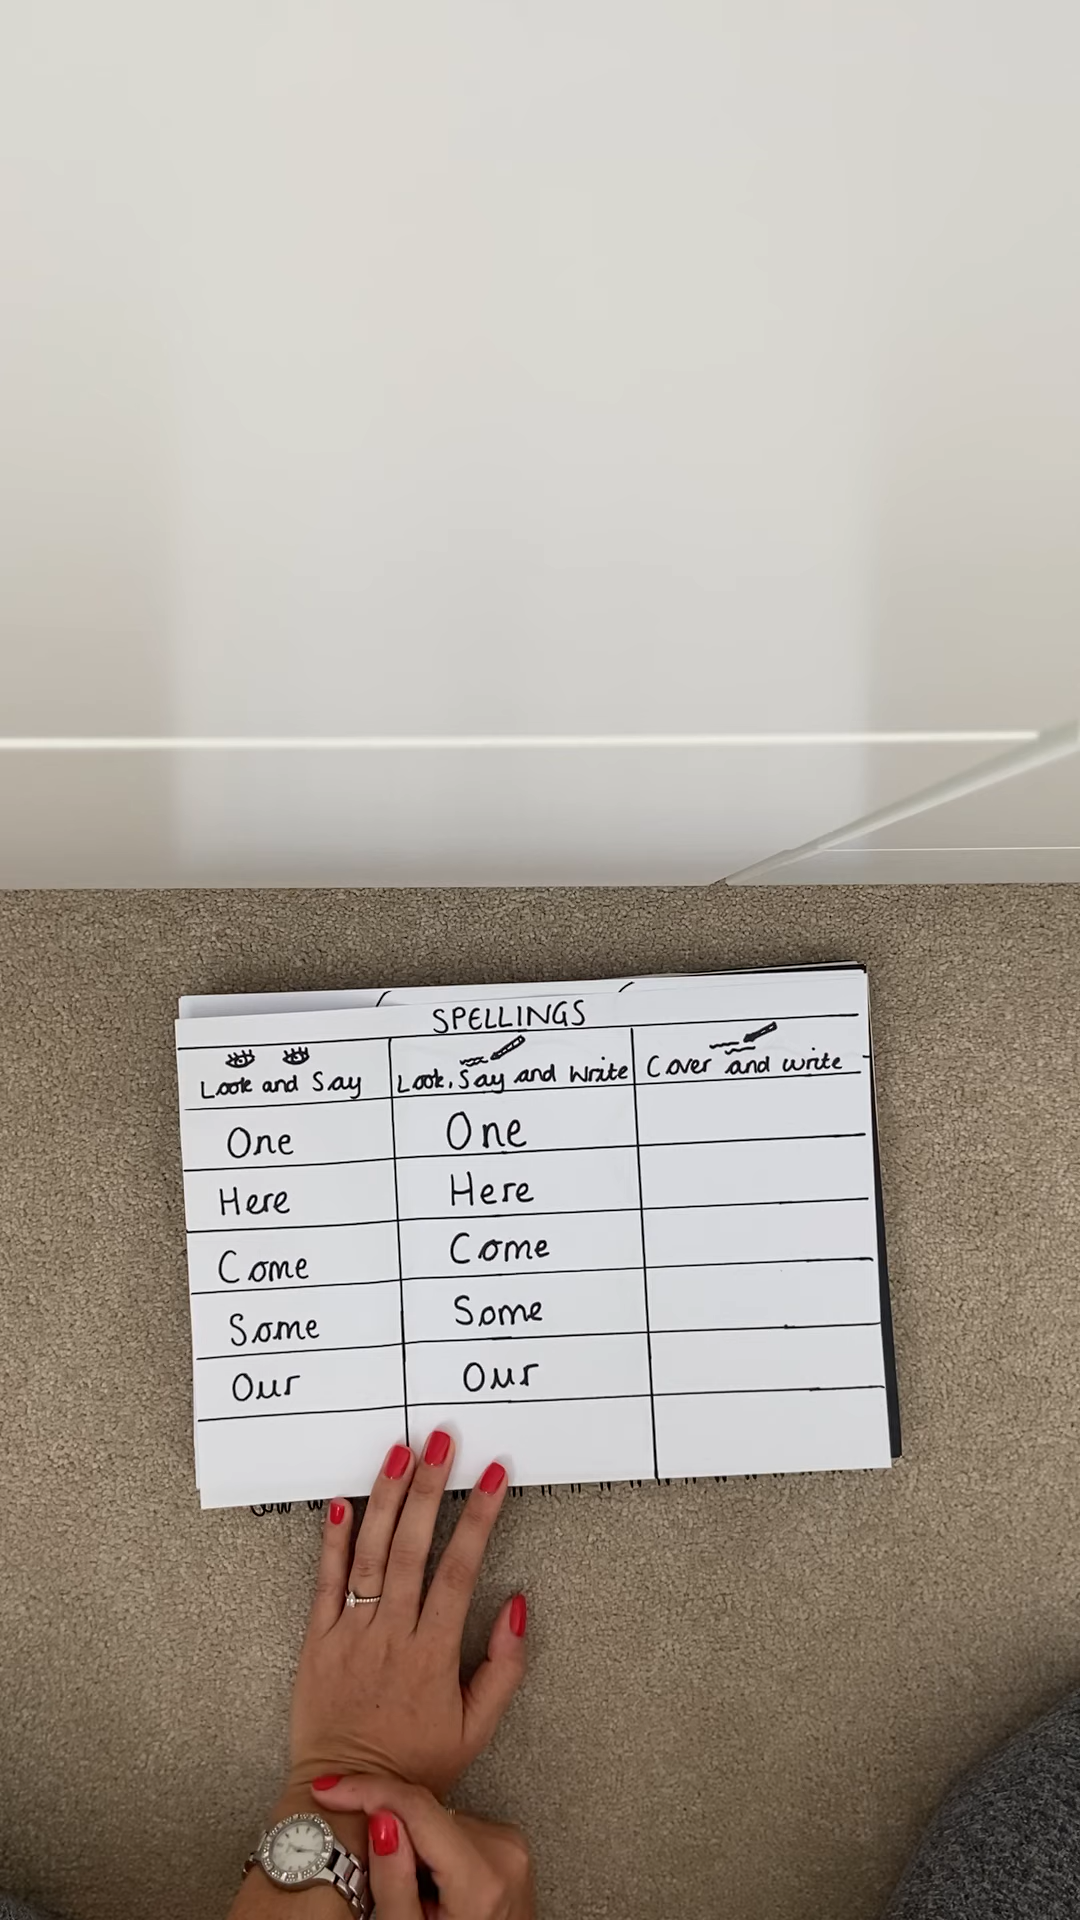 SPELLINGS
Look and Say Look, Say and Write Cover and write
One One
Here Here
Come Come
Some Some
Our Our